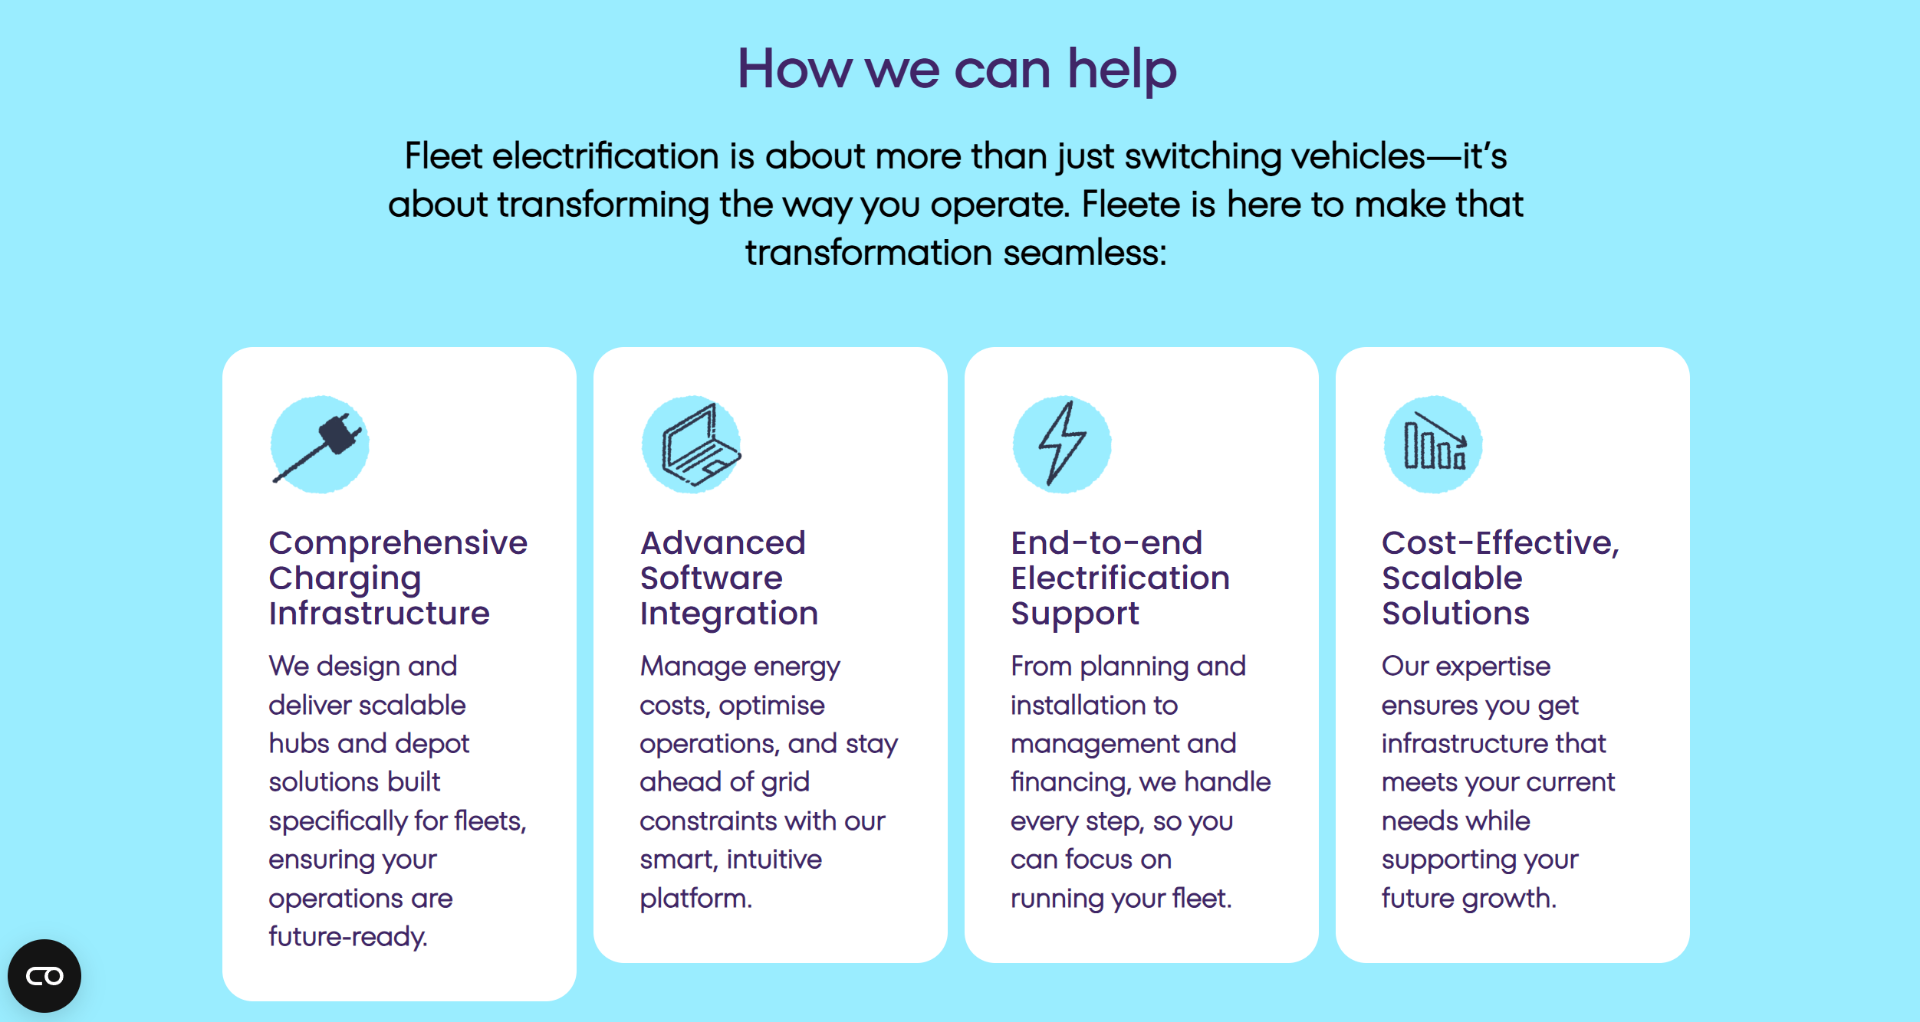 How we can help
Fleet electrification is about more than just switching vehicles—it’s
about transforming the way you operate. Fleete is here to make that
transformation seamless:
Comprehensive
Charging
Infrastructure
We design and
deliver scalable
hubs and depot
solutions built
specifically for fleets,
ensuring your
operations are
future-ready.
Advanced
Software
Integration
Manage energy
costs, optimise
operations, and stay
ahead of grid
constraints with our
smart, intuitive
platform.
End-to-end
Electrification
Support
From planning and
installation to
management and
financing, we handle
every step, so you
can focus on
running your fleet.
Cost-Effective,
Scalable
Solutions
Our expertise
ensures you get
infrastructure that
meets your current
needs while
supporting your
future growth.